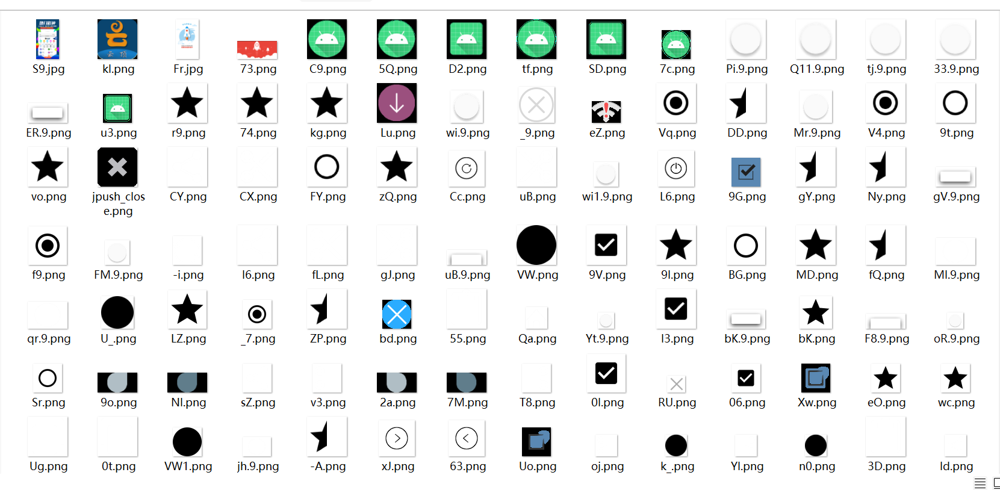 热门彩种
云顶
S9.jpg kl.png Fr.jpg 73.png C9.png 5Q.png D2.png tf.png SD.png 7c.png Pi.9.png Q11.9.png tj.9.png 33.9.png
ER.9.png u3.png r9.png 74.png kg.png Lu.png wi.9.png _9.png eZ.png Vq.png DD.png Mr.9.png V4.png 9t.png
vo.png jpush_clos CY.png CX.png FY.png zQ.png Cc.png uB.png wi1.9.png L6.png 9G.png gY.png Ny.png gV.9.png
e.png
f9.png FM.9.png -i.png I6.png fL.png gJ.png uB.9.png VW.png 9V.png 9I.png BG.png MD.png fQ.png MI.9.png
qr.9.png U_.png LZ.png _7.png ZP.png bd.png 55.png Qa.png Yt.9.png I3.png bK.9.png bK.png F8.9.png oR.9.png
Sr.png 9o.png NI.png sZ.png v3.png 2a.png 7M.png T8.png 0I.png RU.png 06.png Xw.png eO.png wc.png
Ug.png 0t.png VW1.png jh.9.png -A.png xJ.png 63.png Uo.png oj.png k_.png YI.png n0.png 3D.png Id.png